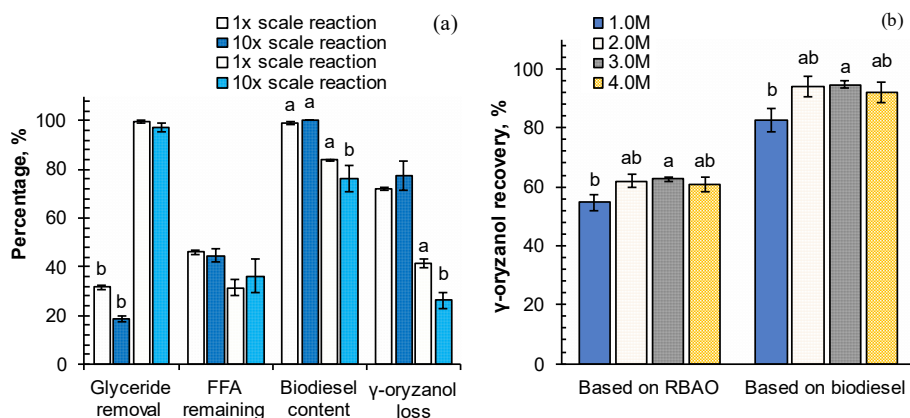 (a)
1x scale reaction
10x scale reaction
1x scale reaction
10x scale reaction
Percentage, %
100
80
60
40
20
0
b
b
a
a
a
b
a
b
Glyceride removal
FFA remaining
Biodiesel content
γ-oryzanol loss
(b)
1.0M
2.0M
3.0M
4.0M
γ-oryzanol recovery, %
100
80
60
40
20
0
b
ab
a
ab
b
ab
a
ab
Based on RBAO
Based on biodiesel